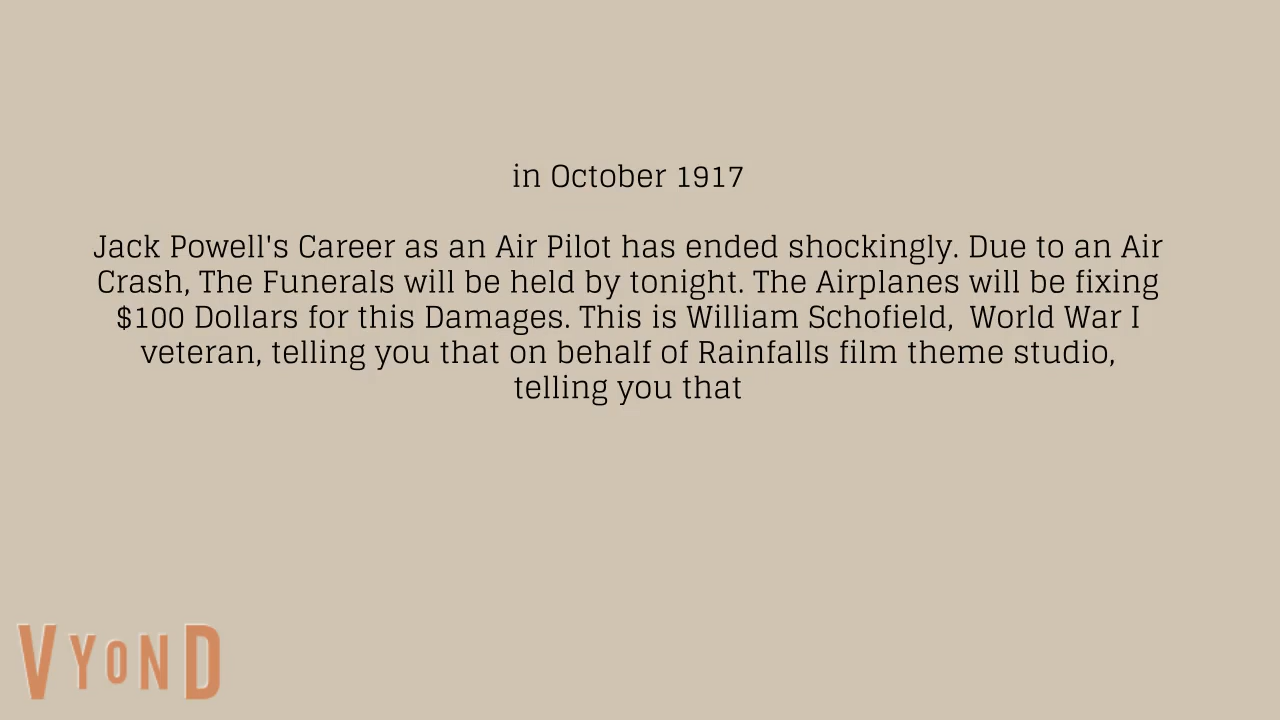 in October 1917
Jack Powell's Career as an Air Pilot has ended shockingly. Due to an Air
Crash, The Funerals will be held by tonight. The Airplanes will be fixing
$100 Dollars for this Damages. This is William Schofield,  World War I
veteran, telling you that on behalf of Rainfalls film theme studio,
telling you that
VYOND